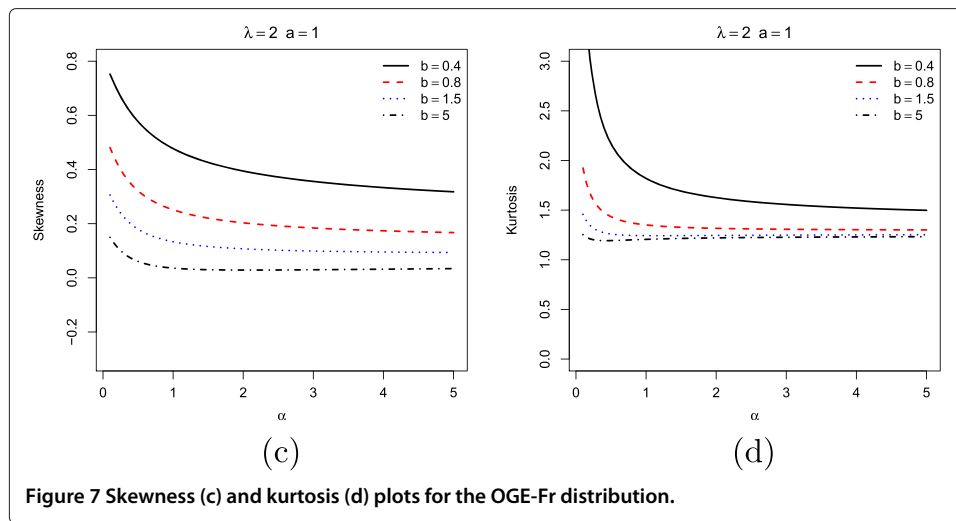 λ = 2 a = 1
Skewness
0.8
0.6
0.4
0.2
0.0
−0.2
b = 0.4
b = 0.8
b = 1.5
b = 5
0 1 2 3 4 5
α
(c)
λ = 2 a = 1
Kurtosis
3.0
2.5
2.0
1.5
1.0
0.5
0.0
b = 0.4
b = 0.8
b = 1.5
b = 5
0 1 2 3 4 5
α
(d)
Figure 7 Skewness (c) and kurtosis (d) plots for the OGE-Fr distribution.